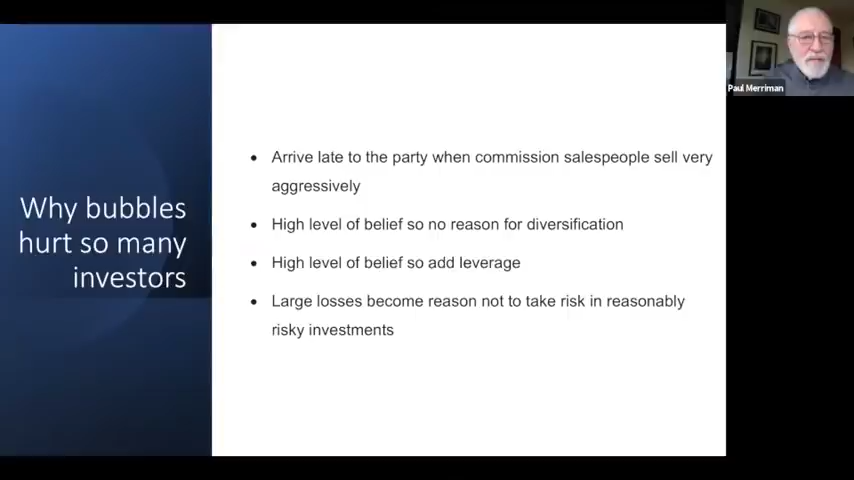 Why bubbles
hurt so many
investors
• Arrive late to the party when commission salespeople sell very
aggressively
• High level of belief so no reason for diversification
• High level of belief so add leverage
• Large losses become reason not to take risk in reasonably
risky investments
Paul Merriman